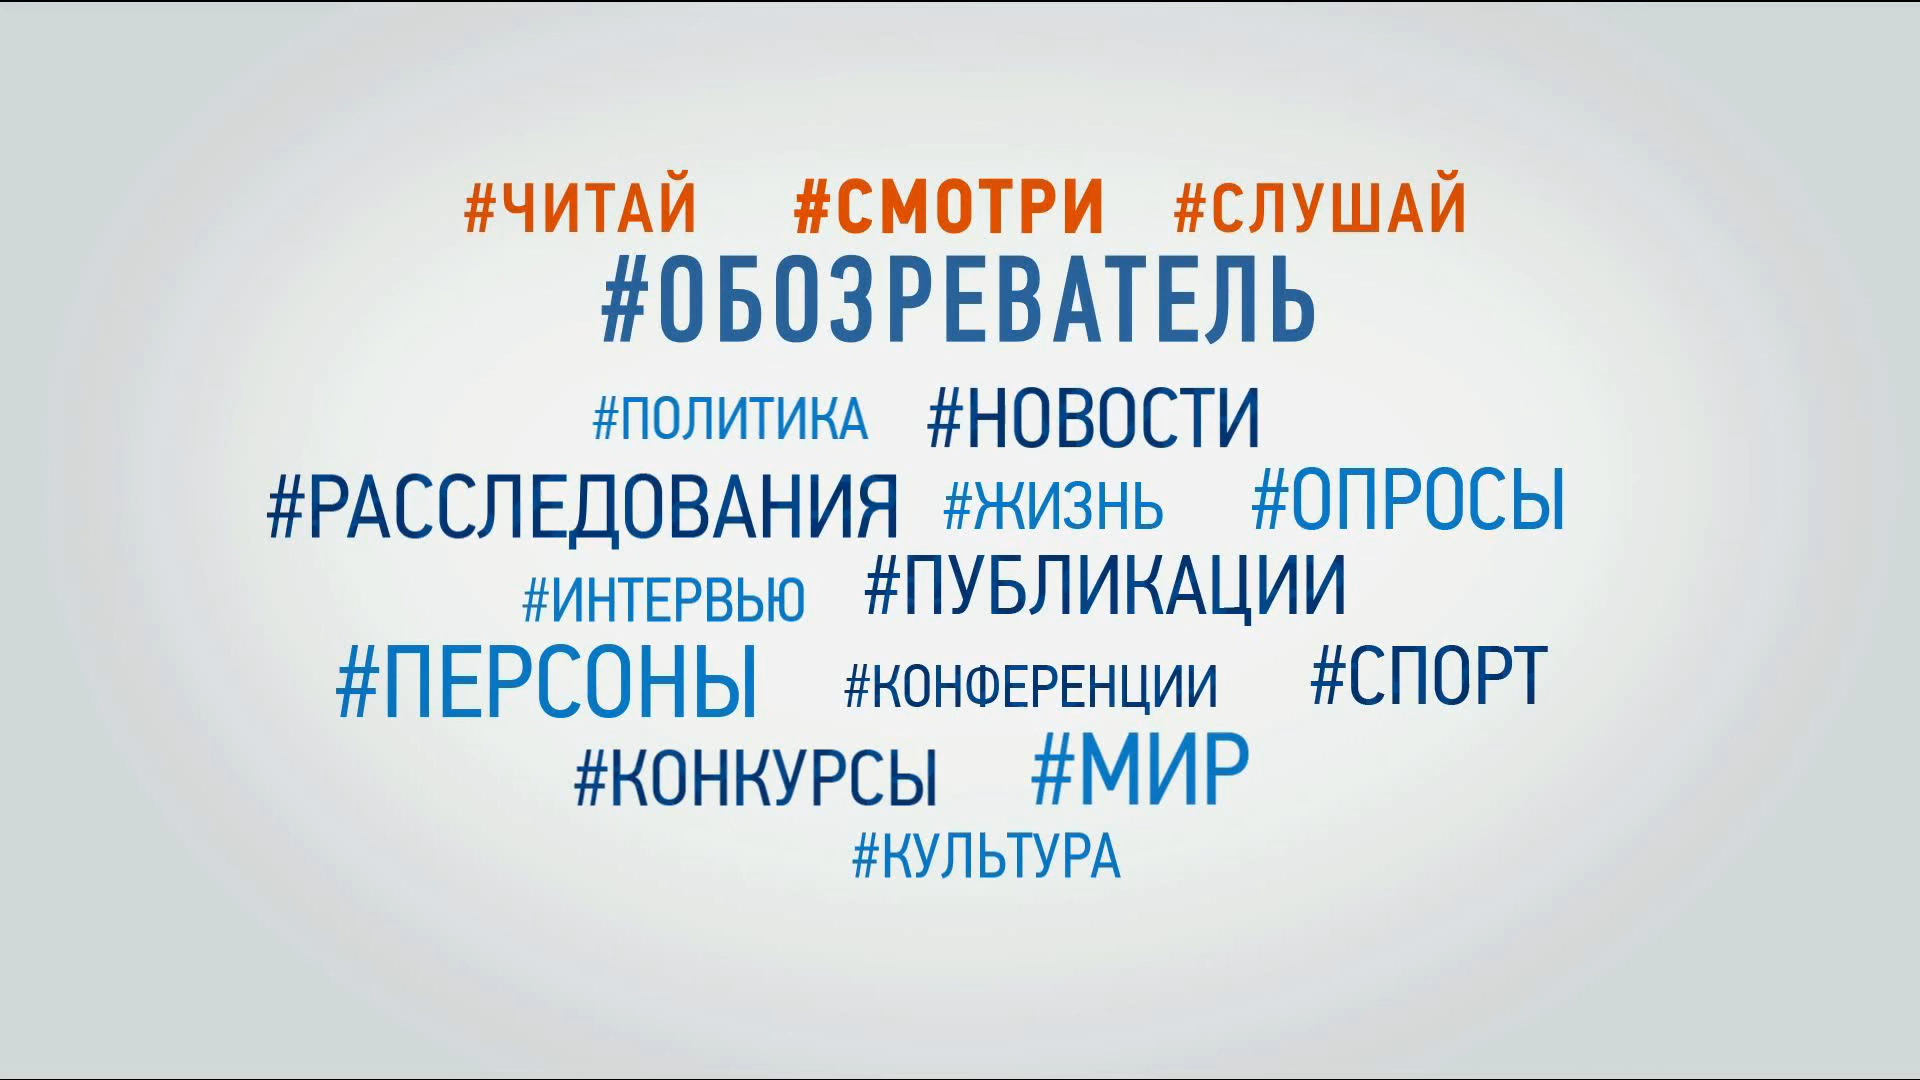 #ЧИТАЙ #СМОТРИ #СЛУШАЙ
#ОБОЗРЕВАТЕЛЬ
#ПОЛИТИКА #НОВОСТИ
#РАССЛЕДОВАНИЯ #ЖИЗНЬ #ОПРОСЫ
#ИНТЕРВЬЮ #ПУБЛИКАЦИИ
#ПЕРСОНЫ #КОНФЕРЕНЦИИ #СПОРТ
#КОНКУРСЫ #МИР
#КУЛЬТУРА